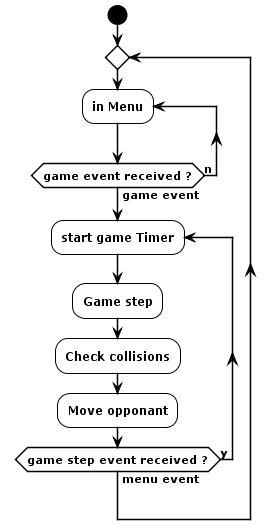 in Menu
game event received ?
n
game event
start game Timer
Game step
Check collisions
Move opponant
game step event received ?
y
menu event